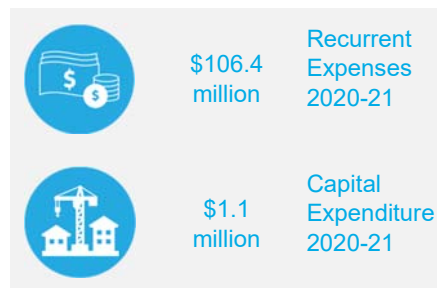 $
$
$106.4
million
Recurrent
Expenses
2020-21
$1.1
million
Capital
Expenditure
2020-21